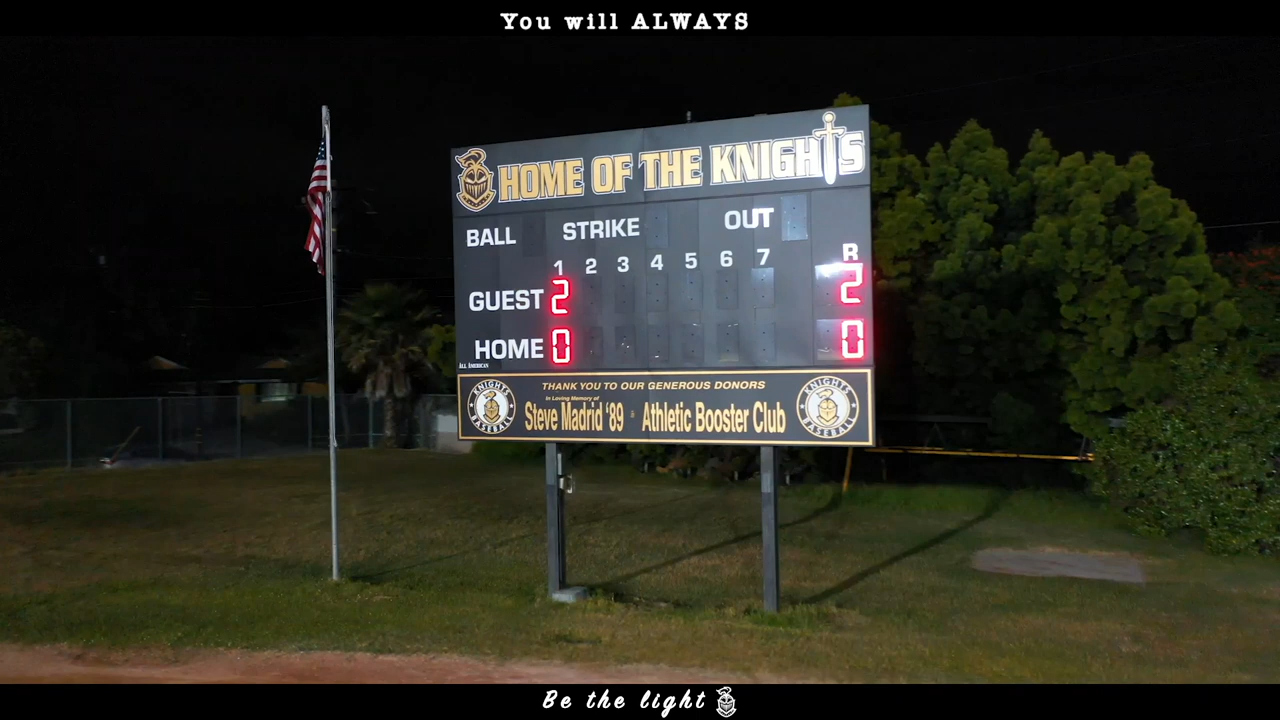 You will ALWAYS
HOME OF THE KNIGHTS
BALL STRIKE OUT
1 2 3 4 5 6 7 R
GUEST 2 2
HOME 0 0
ALL AMERICAN
THANK YOU TO OUR GENEROUS DONORS
In Loving Memory of
Steve Madrid '89 Athletic Booster Club
KNIGHTS BASEBALL
KNIGHTS BASEBALL
Be the light